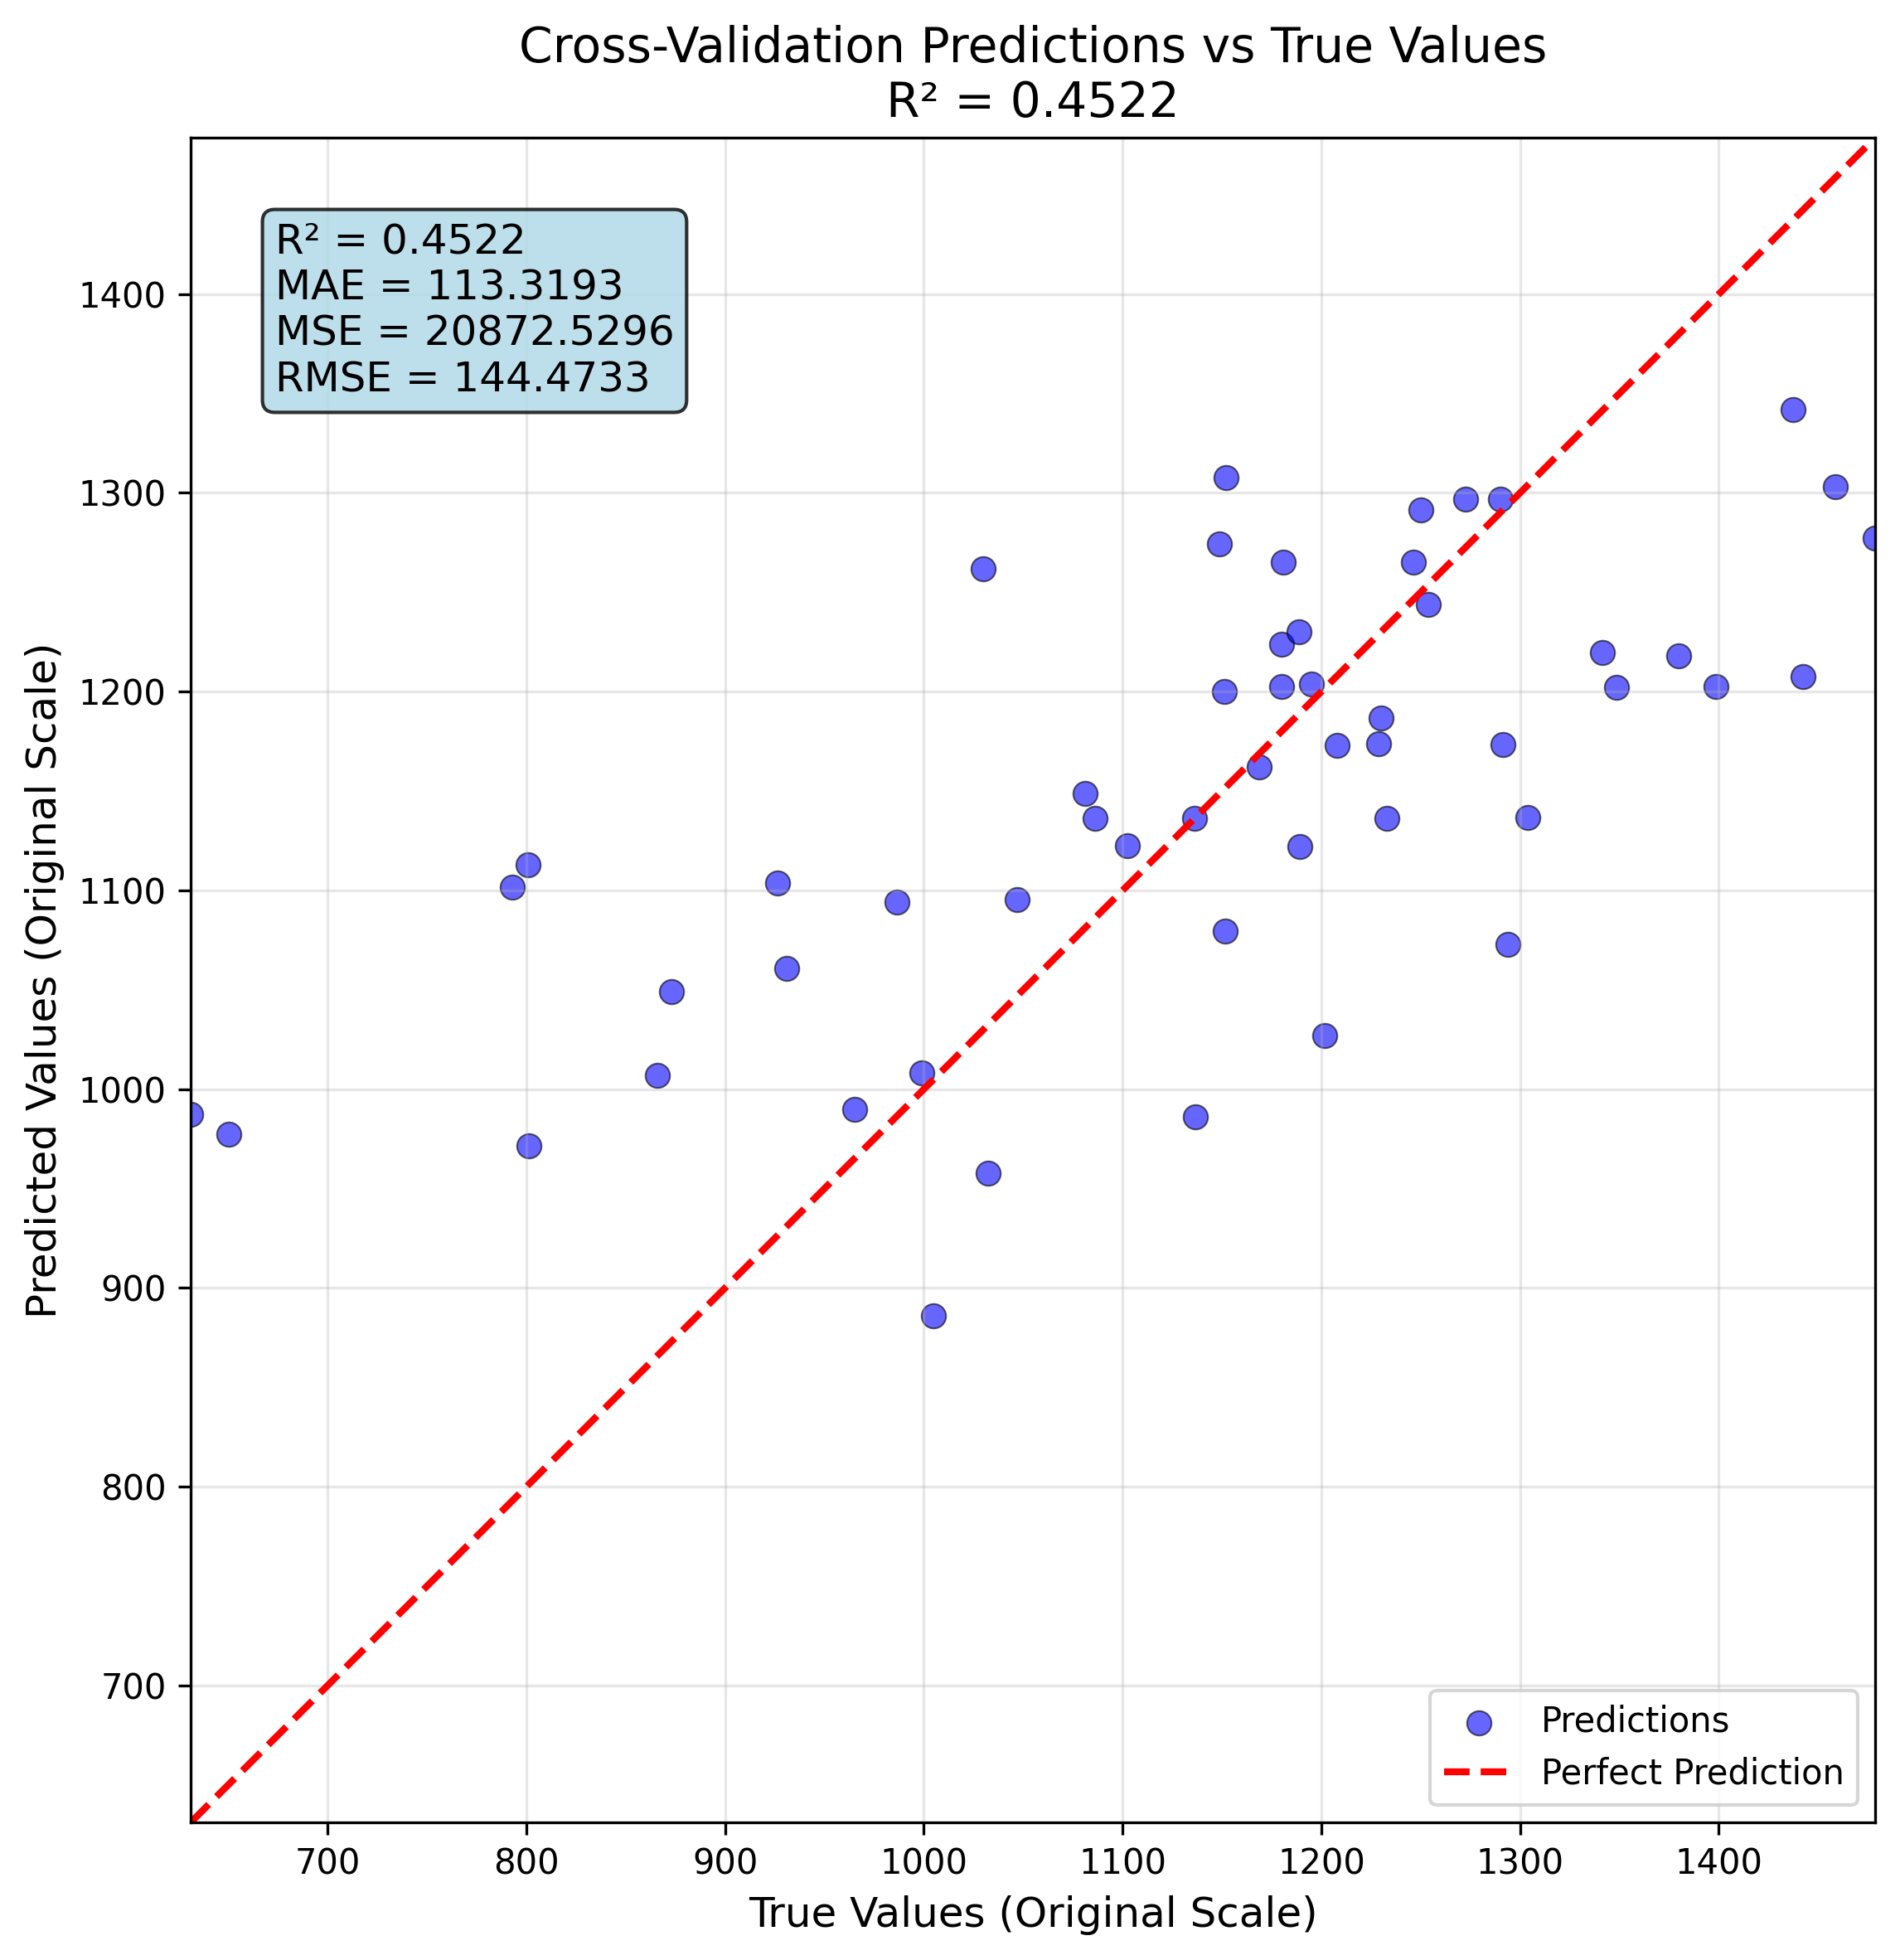 Cross-Validation Predictions vs True Values
R² = 0.4522
R² = 0.4522
MAE = 113.3193
MSE = 20872.5296
RMSE = 144.4733
1400
1300
1200
1100
1000
900
800
700
Predicted Values (Original Scale)
Predictions
Perfect Prediction
700 800 900 1000 1100 1200 1300 1400
True Values (Original Scale)